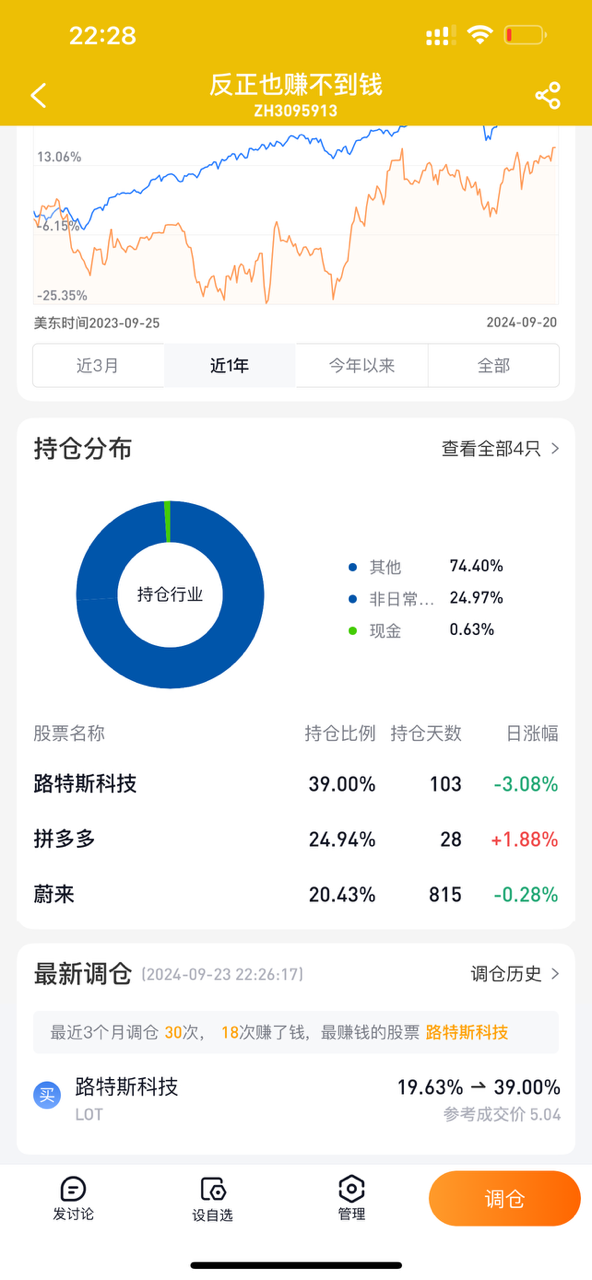 22:28
反正也赚不到钱
ZH3095913
13.06%
-6.15%
-25.35%
美东时间2023-09-25 2024-09-20
近3月 近1年 今年以来 全部
持仓分布 查看全部4只
持仓行业
其他 74.40%
非日常... 24.97%
现金 0.63%
股票名称 持仓比例 持仓天数 日涨幅
路特斯科技 39.00% 103 -3.08%
拼多多 24.94% 28 +1.88%
蔚来 20.43% 815 -0.28%
最新调仓 (2024-09-23 22:26:17) 调仓历史
最近3个月调仓 30次， 18次赚了钱，最赚钱的股票 路特斯科技
买 路特斯科技 19.63% → 39.00%
LOT 参考成交价 5.04
发讨论 设自选 管理 调仓